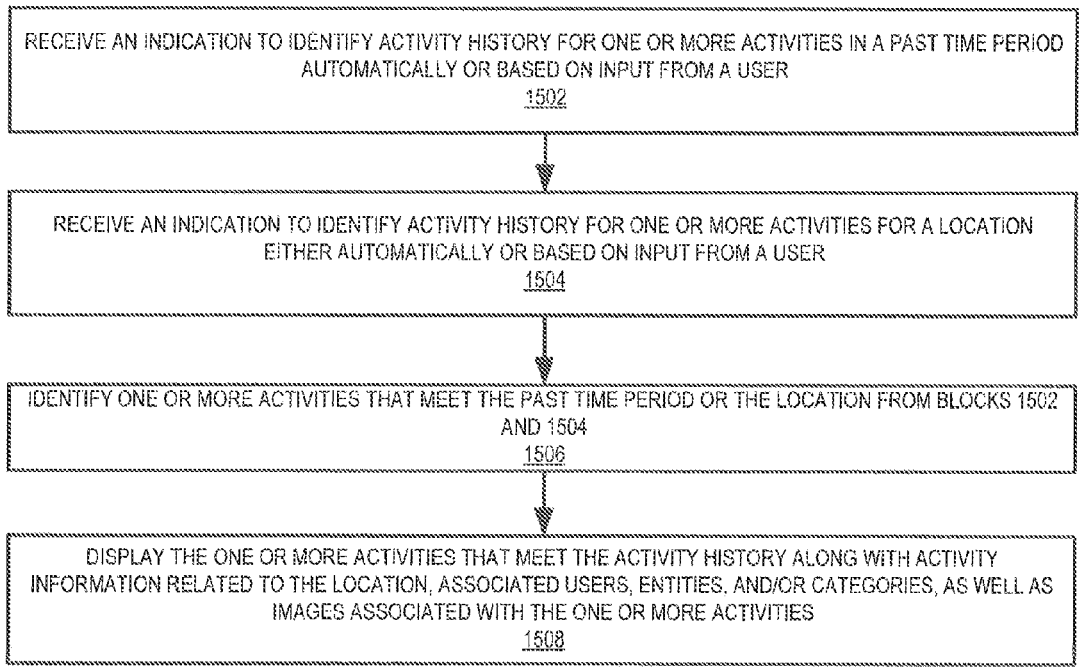 RECEIVE AN INDICATION TO IDENTIFY ACTIVITY HISTORY FOR ONE OR MORE ACTIVITIES IN A PAST TIME PERIOD
AUTOMATICALLY OR BASED ON INPUT FROM A USER
1502
RECEIVE AN INDICATION TO IDENTIFY ACTIVITY HISTORY FOR ONE OR MORE ACTIVITIES FOR A LOCATION
EITHER AUTOMATICALLY OR BASED ON INPUT FROM A USER
1504
IDENTIFY ONE OR MORE ACTIVITIES THAT MEET THE PAST TIME PERIOD OR THE LOCATION FROM BLOCKS 1502
AND 1504
1506
DISPLAY THE ONE OR MORE ACTIVITIES THAT MEET THE ACTIVITY HISTORY ALONG WITH ACTIVITY
INFORMATION RELATED TO THE LOCATION, ASSOCIATED USERS, ENTITIES, AND/OR CATEGORIES, AS WELL AS
IMAGES ASSOCIATED WITH THE ONE OR MORE ACTIVITIES
1508